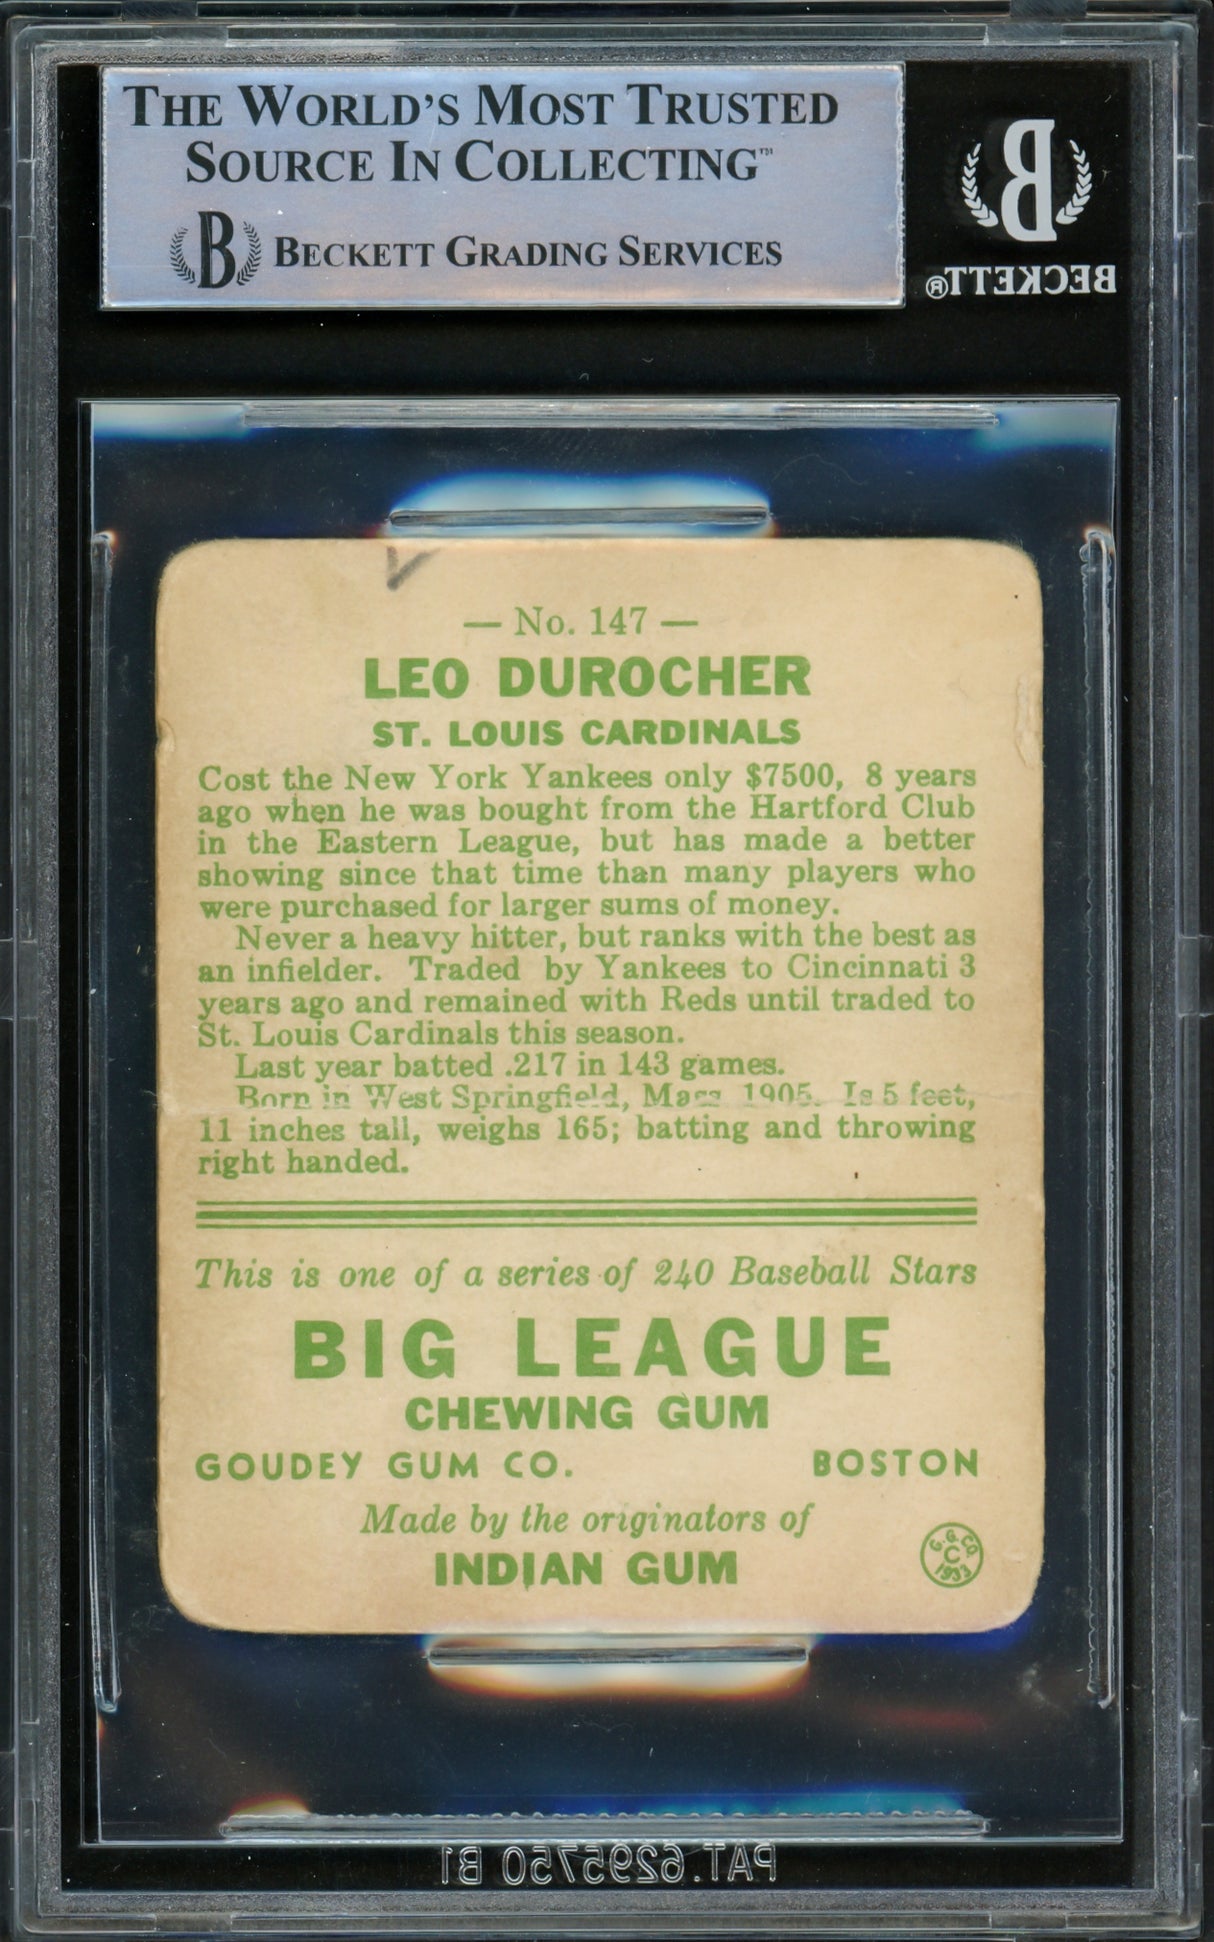 THE WORLD'S MOST TRUSTED
SOURCE IN COLLECTING™
B BECKETT GRADING SERVICES
B
BECKETT®
— No. 147 —
LEO DUROCHER
ST. LOUIS CARDINALS
Cost the New York Yankees only $7500, 8 years
ago when he was bought from the Hartford Club
in the Eastern League, but has made a better
showing since that time than many players who
were purchased for larger sums of money.
Never a heavy hitter, but ranks with the best as
an infielder. Traded by Yankees to Cincinnati 3
years ago and remained with Reds until traded to
St. Louis Cardinals this season.
Last year batted .217 in 143 games.
Born in West Springfield, Mass. 1905. Is 5 feet,
11 inches tall, weighs 165; batting and throwing
right handed.
This is one of a series of 240 Baseball Stars
BIG LEAGUE
CHEWING GUM
GOUDEY GUM CO. BOSTON
Made by the originators of
INDIAN GUM
G. G. CO.
C
1933
PAT. 6295750 B1